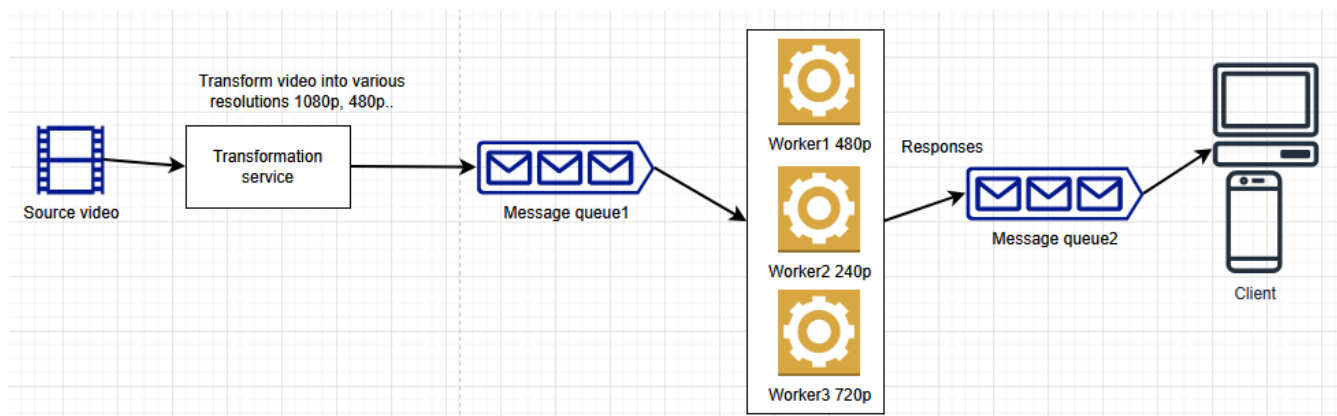 Transform video into various
resolutions 1080p, 480p..
Transformation
service
Source video
Message queue1
Worker1 480p
Worker2 240p
Worker3 720p
Responses
Message queue2
Client